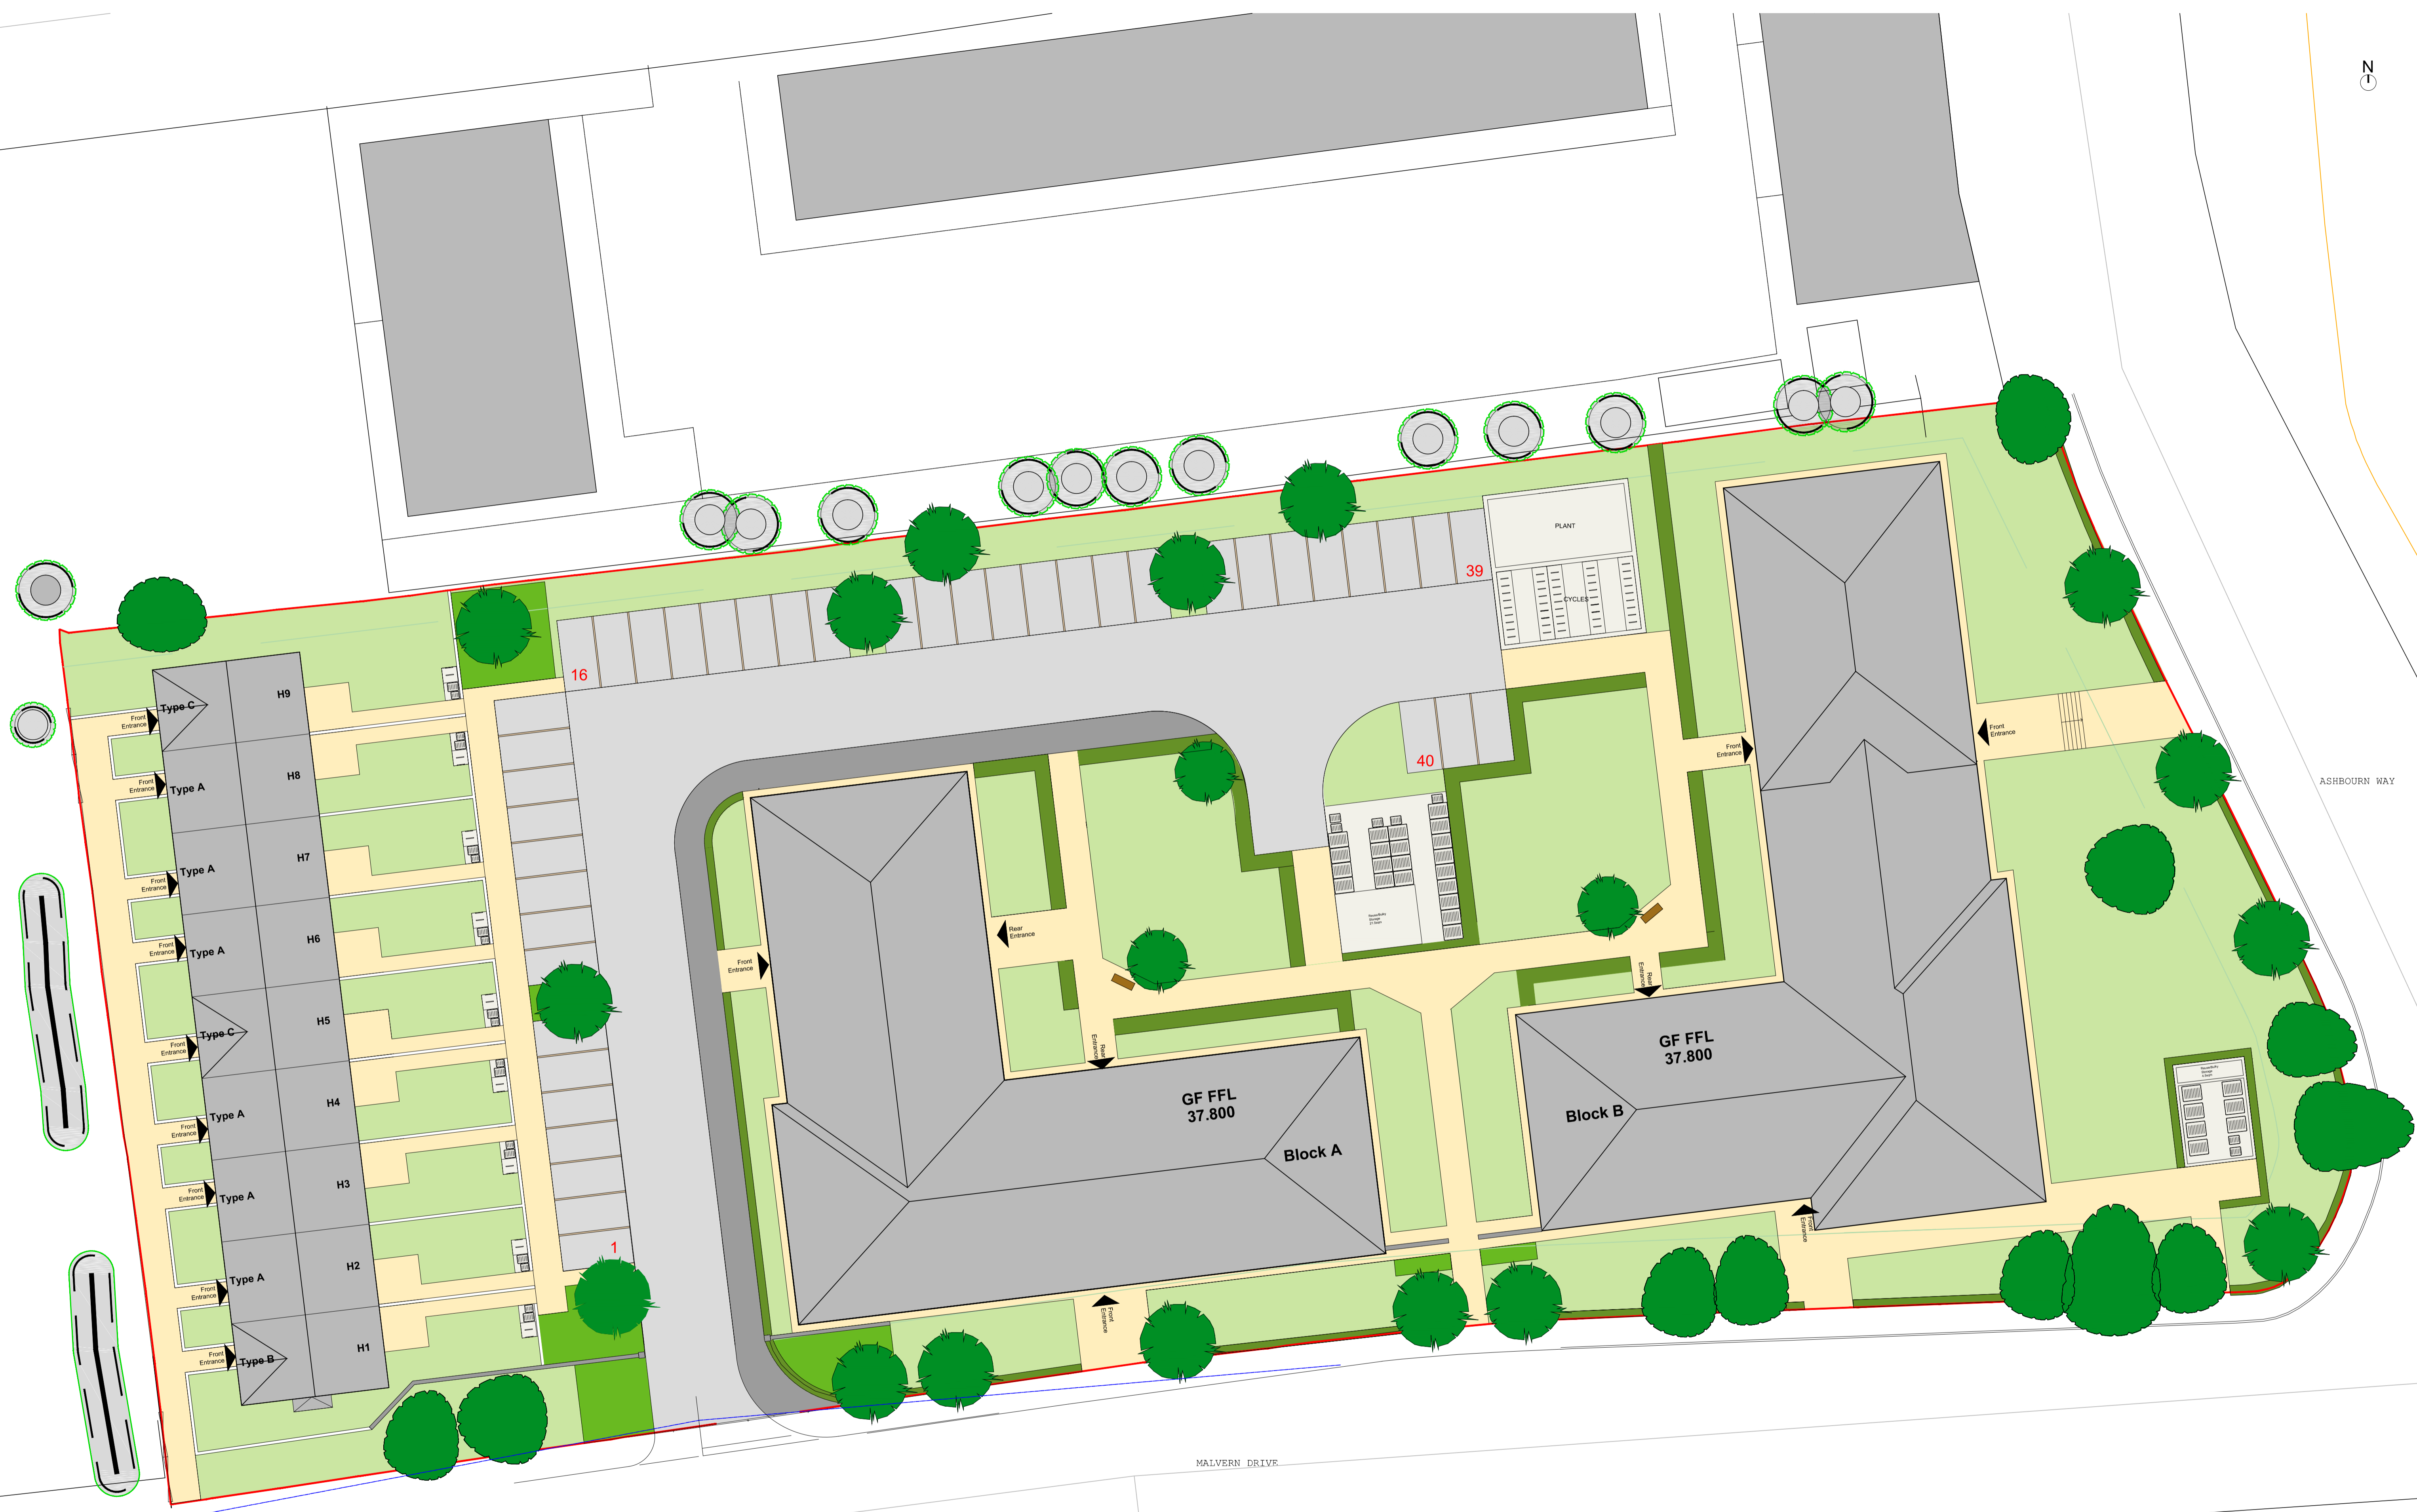 N
PLANT
39
CYCLES
16
H9
Type C
Front
Entrance
Front
Entrance
Front
Entrance
Front
Entrance
ASHBOURN WAY
H8
Type A
40
Front
Entrance
H7
Type A
Front
Entrance
Rear
Entrance
H6
Type A
Front
Entrance
Front
Entrance
Rear
Entrance
H5
Type C
Front
Entrance
Rear
Entrance
GF FFL
37.800
GF FFL
37.800
Block B
H4
Type A
Front
Entrance
Block A
H3
Type A
Front
Entrance
1
H2
Type A
Front
Entrance
Front
Entrance
Front
Entrance
H1
Type B
Front
Entrance
MALVERN DRIVE